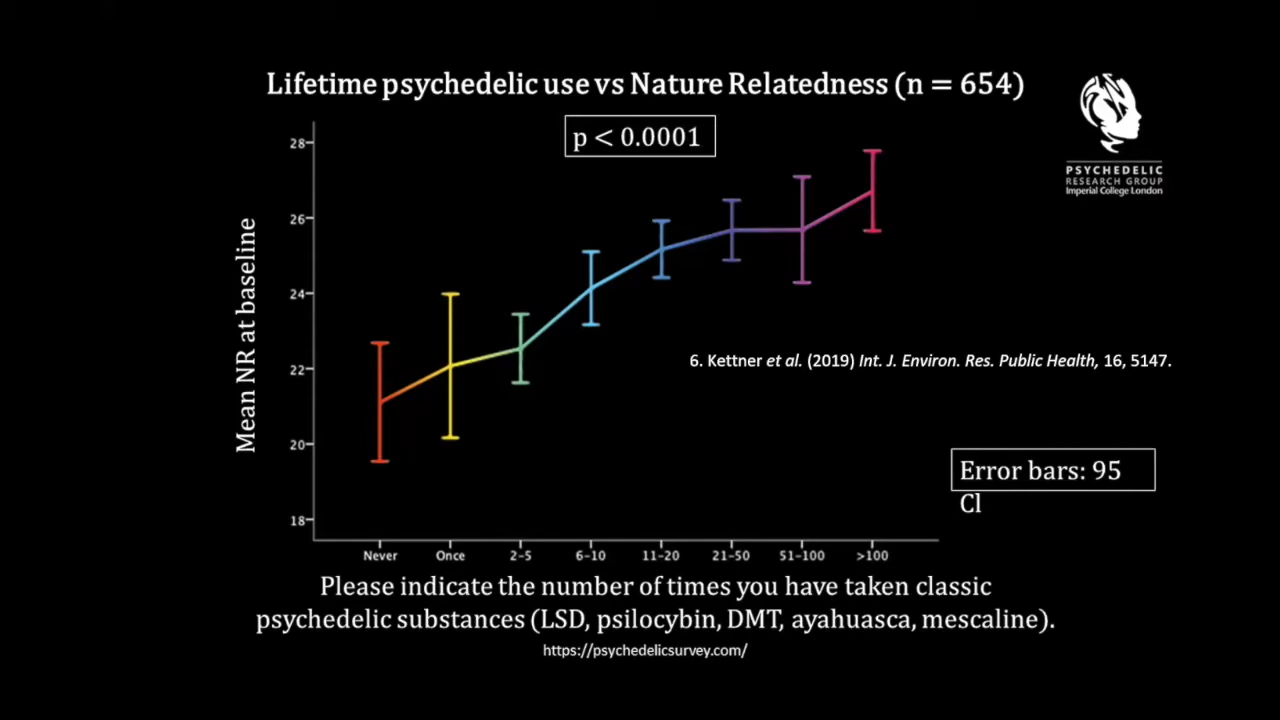 Lifetime psychedelic use vs Nature Relatedness (n = 654)
p < 0.0001
PSYCHEDELIC
RESEARCH GROUP
Imperial College London
Mean NR at baseline
28
26
24
22
20
18
6. Kettner et al. (2019) Int. J. Environ. Res. Public Health, 16, 5147.
Error bars: 95
Cl
Never Once 2–5 6–10 11–20 21–50 51–100 >100
Please indicate the number of times you have taken classic
psychedelic substances (LSD, psilocybin, DMT, ayahuasca, mescaline).
https://psychedelicsurvey.com/